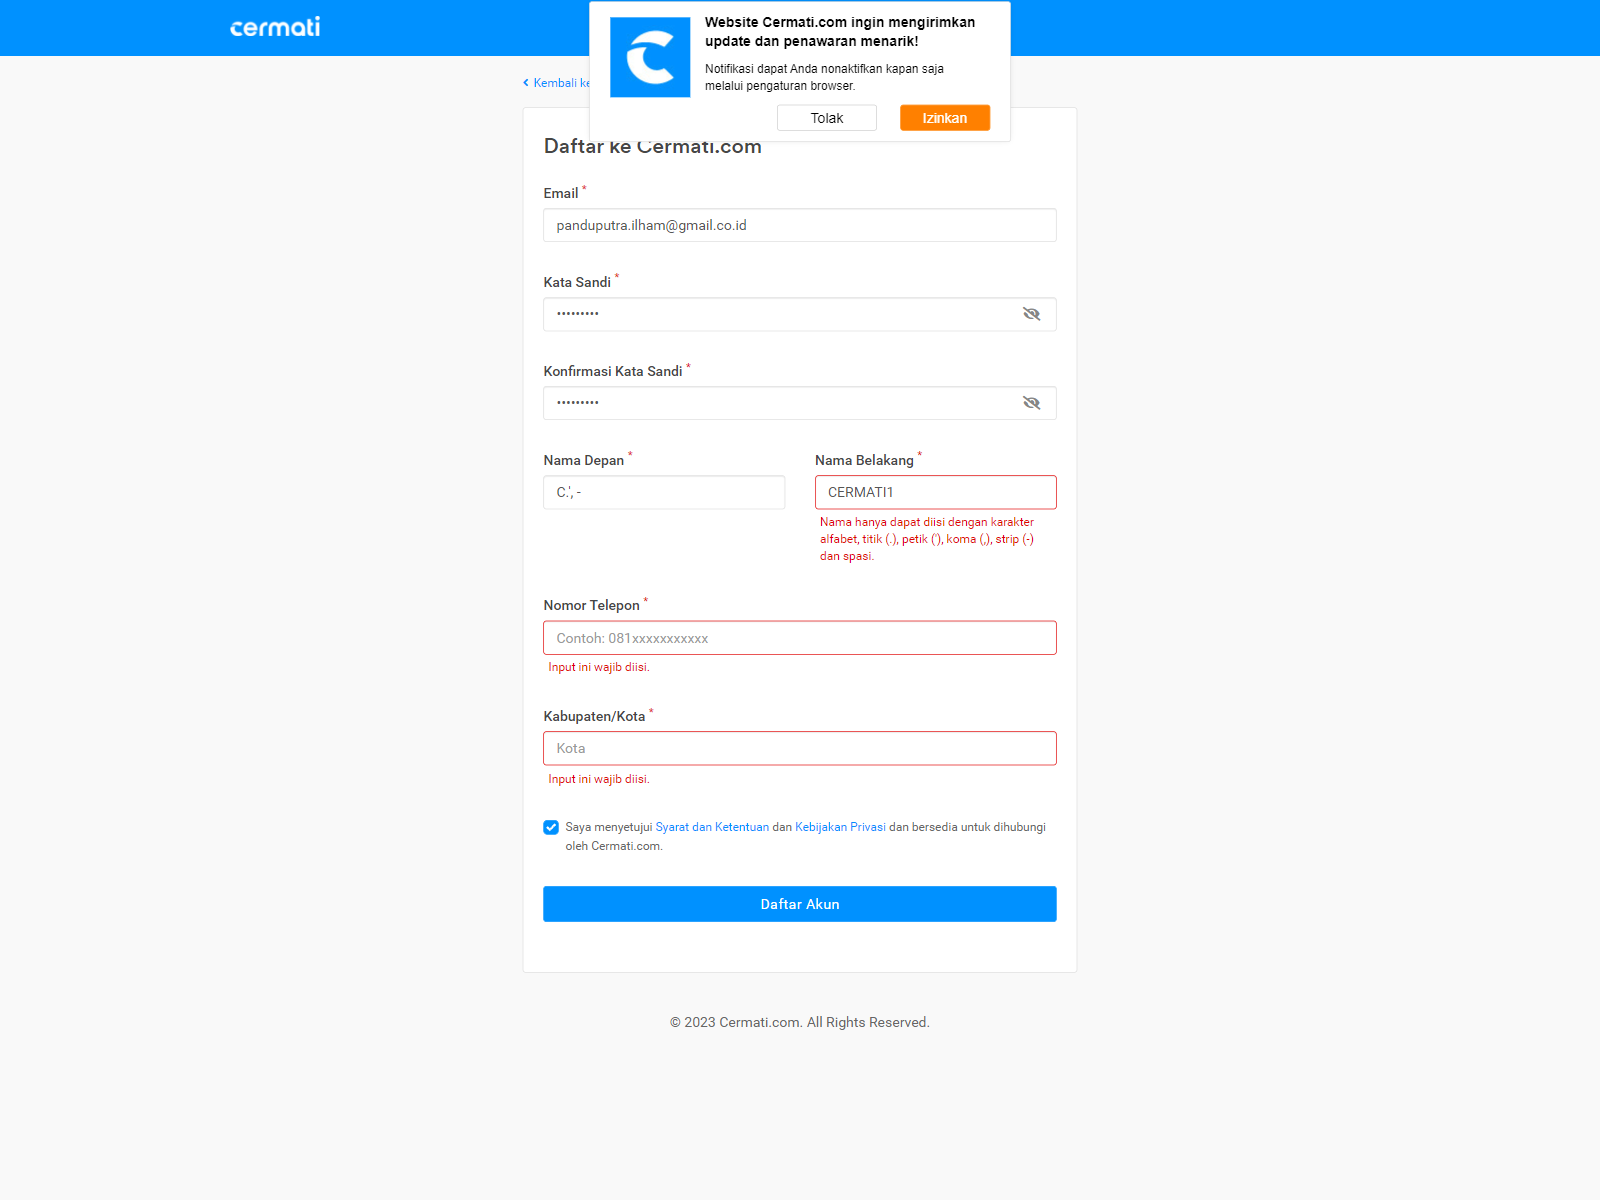 cermati
Website Cermati.com ingin mengirimkan
update dan penawaran menarik!
Notifikasi dapat Anda nonaktifkan kapan saja
melalui pengaturan browser.
Tolak
Izinkan
Kembali ke
Daftar ke Cermati.com
Email *
panduputra.ilham@gmail.co.id
Kata Sandi *
•••••••••
Konfirmasi Kata Sandi *
•••••••••
Nama Depan *
Nama Belakang *
C.', -
CERMATI1
Nama hanya dapat diisi dengan karakter
alfabet, titik (.), petik ('), koma (,), strip (-)
dan spasi.
Nomor Telepon *
Contoh: 081xxxxxxxxxxx
Input ini wajib diisi.
Kabupaten/Kota *
Kota
Input ini wajib diisi.
Saya menyetujui Syarat dan Ketentuan dan Kebijakan Privasi dan bersedia untuk dihubungi
oleh Cermati.com.
Daftar Akun
© 2023 Cermati.com. All Rights Reserved.